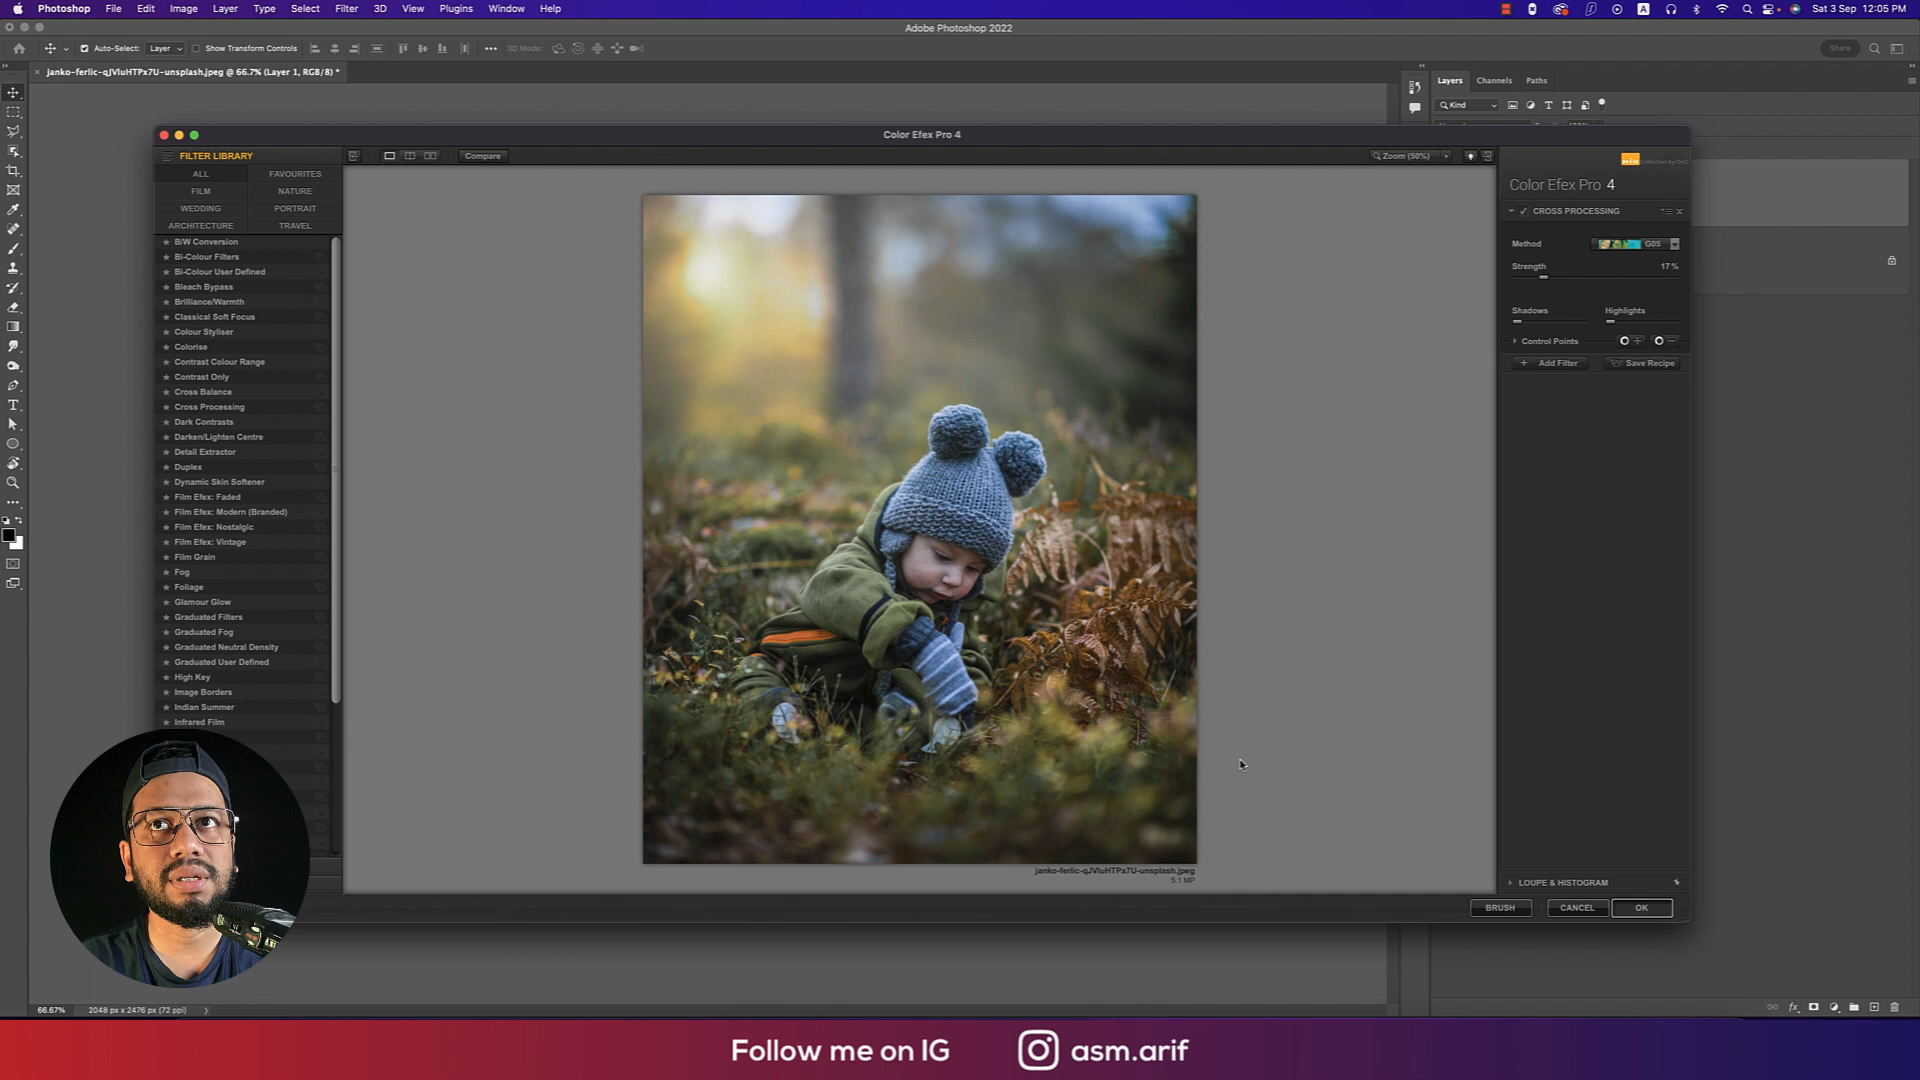 Photoshop File Edit Image Layer Type Select Filter 3D View Plugins Window Help Sat 3 Sep 12:05 PM
Adobe Photoshop 2022
Auto-Select: Layer Show Transform Controls 3D Mode: Share
janko-ferlic-qJVIuHTPx7U-unsplash.jpeg @ 66.7% (Layer 1, RGB/8) *
Layers Channels Paths
Kind
Color Efex Pro 4
FILTER LIBRARY Compare Zoom (50%)
ALL FAVOURITES
FILM NATURE
WEDDING PORTRAIT
ARCHITECTURE TRAVEL
B/W Conversion
Bi-Colour Filters
Bi-Colour User Defined
Bleach Bypass
Brilliance/Warmth
Classical Soft Focus
Colour Styliser
Colorise
Contrast Colour Range
Contrast Only
Cross Balance
Cross Processing
Dark Contrasts
Darken/Lighten Centre
Detail Extractor
Duplex
Dynamic Skin Softener
Film Efex: Faded
Film Efex: Modern (Branded)
Film Efex: Nostalgic
Film Efex: Vintage
Film Grain
Fog
Foliage
Glamour Glow
Graduated Filters
Graduated Fog
Graduated Neutral Density
Graduated User Defined
High Key
Image Borders
Indian Summer
Infrared Film
Color Efex Pro 4
CROSS PROCESSING
Method G05
Strength 17%
Shadows Highlights
Control Points
Add Filter Save Recipe
janko-ferlic-qJVIuHTPx7U-unsplash.jpeg
5.1 MP
LOUPE & HISTOGRAM
BRUSH CANCEL OK
66.67% 2048 px x 2476 px (72 ppi)
Follow me on IG asm.arif